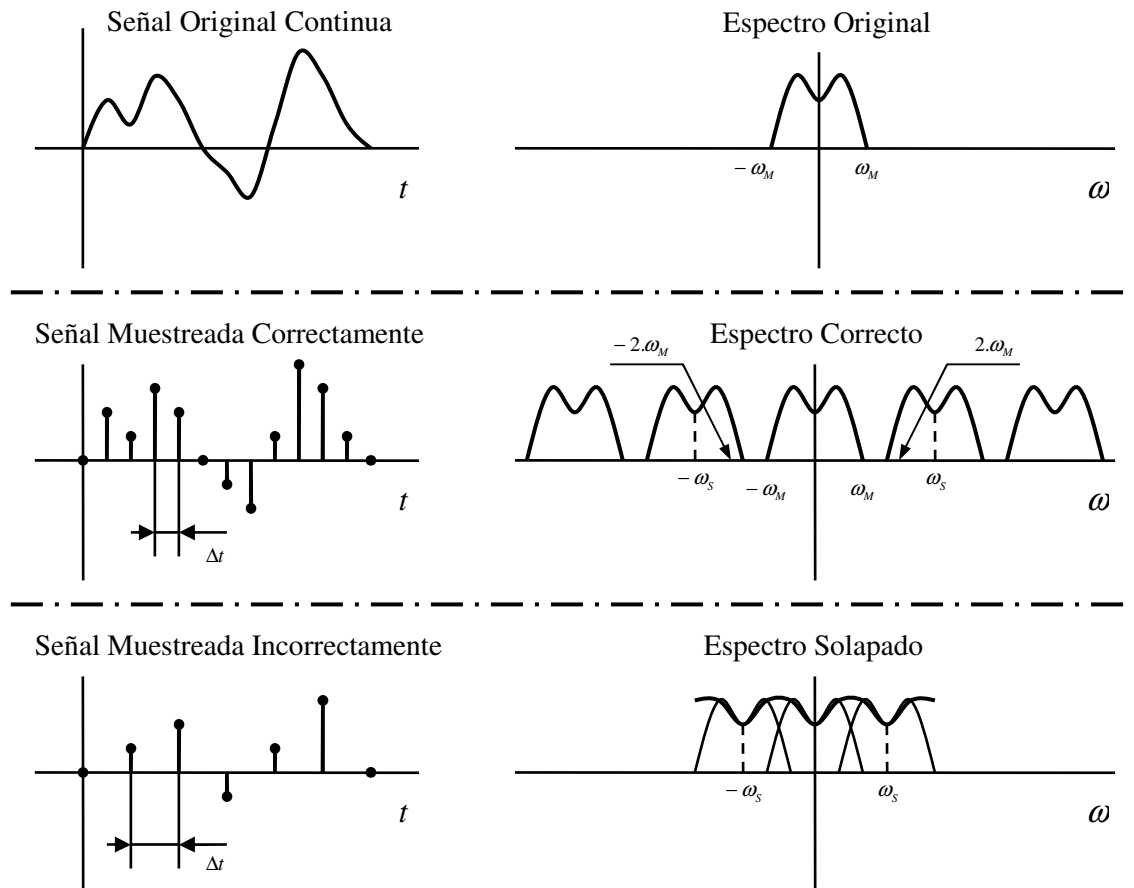 Señal Original Continua
Espectro Original
t
- ω_M
ω_M
ω
Señal Muestreada Correctamente
Espectro Correcto
- 2.ω_M
2.ω_M
t
Δt
- ω_S
- ω_M
ω_M
ω_S
ω
Señal Muestreada Incorrectamente
Espectro Solapado
t
Δt
- ω_S
ω_S
ω